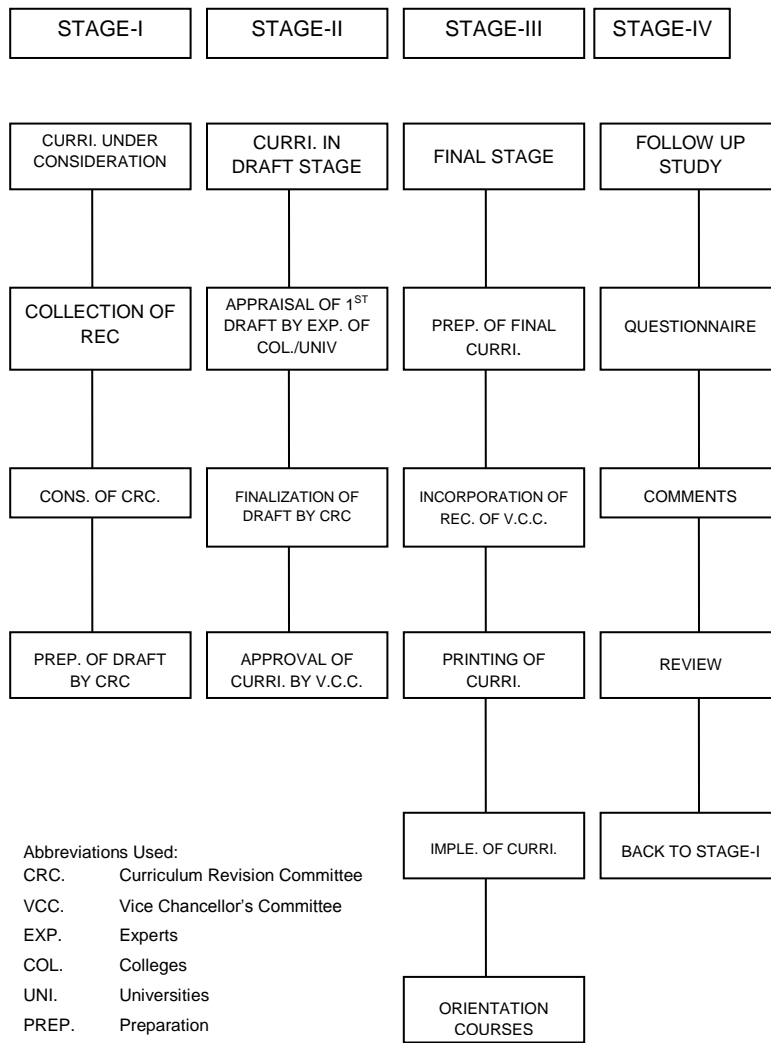 STAGE-I
STAGE-II
STAGE-III
STAGE-IV
CURRI. UNDER
CONSIDERATION
CURRI. IN
DRAFT STAGE
FINAL STAGE
FOLLOW UP
STUDY
COLLECTION OF
REC
APPRAISAL OF 1ST
DRAFT BY EXP. OF
COL./UNIV
PREP. OF FINAL
CURRI.
QUESTIONNAIRE
CONS. OF CRC.
FINALIZATION OF
DRAFT BY CRC
INCORPORATION OF
REC. OF V.C.C.
COMMENTS
PREP. OF DRAFT
BY CRC
APPROVAL OF
CURRI. BY V.C.C.
PRINTING OF
CURRI.
REVIEW
IMPLE. OF CURRI.
BACK TO STAGE-I
ORIENTATION
COURSES
Abbreviations Used:
CRC. Curriculum Revision Committee
VCC. Vice Chancellor’s Committee
EXP. Experts
COL. Colleges
UNI. Universities
PREP. Preparation